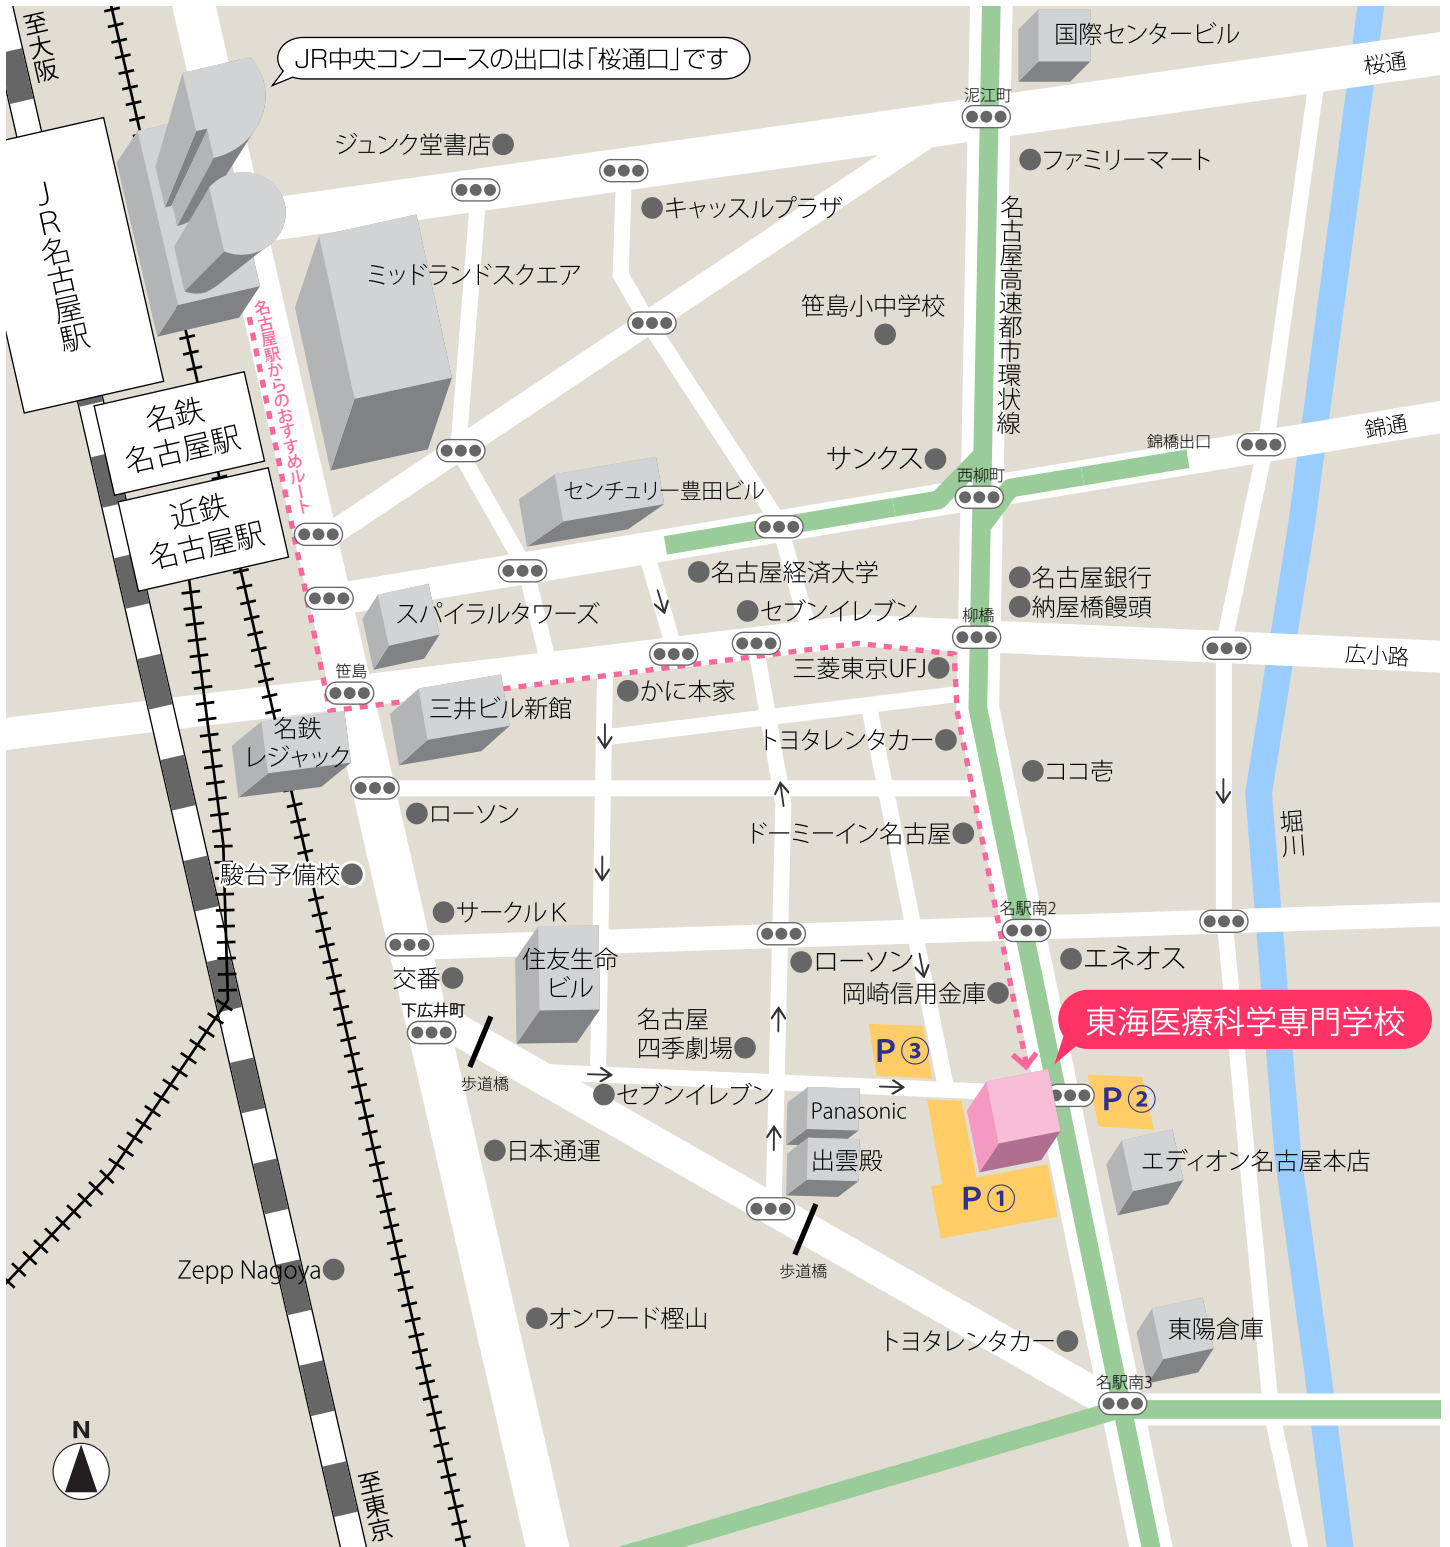 至大阪
JR中央コンコースの出口は「桜通口」です
国際センタービル
桜通
泥江町
ジュンク堂書店
ファミリーマート
キャッスルプラザ
JR名古屋駅
名古屋高速都市環状線
ミッドランドスクエア
笹島小中学校
名古屋駅からのおすすめルート
名鉄
名古屋駅
錦通
錦橋出口
サンクス
西柳町
センチュリー豊田ビル
近鉄
名古屋駅
名古屋経済大学
名古屋銀行
スパイラルタワーズ
セブンイレブン
納屋橋饅頭
柳橋
広小路
笹島
三菱東京UFJ
かに本家
三井ビル新館
名鉄
レジャック
トヨタレンタカー
ココ壱
ローソン
ドーミーイン名古屋
堀川
駿台予備校
サークルK
名駅南2
住友生命
ビル
ローソン
エネオス
交番
岡崎信用金庫
下広井町
名古屋
四季劇場
東海医療科学専門学校
P③
歩道橋
セブンイレブン
P②
Panasonic
日本通運
出雲殿
エディオン名古屋本店
P①
Zepp Nagoya
歩道橋
オンワード樫山
トヨタレンタカー
東陽倉庫
名駅南3
N
至東京